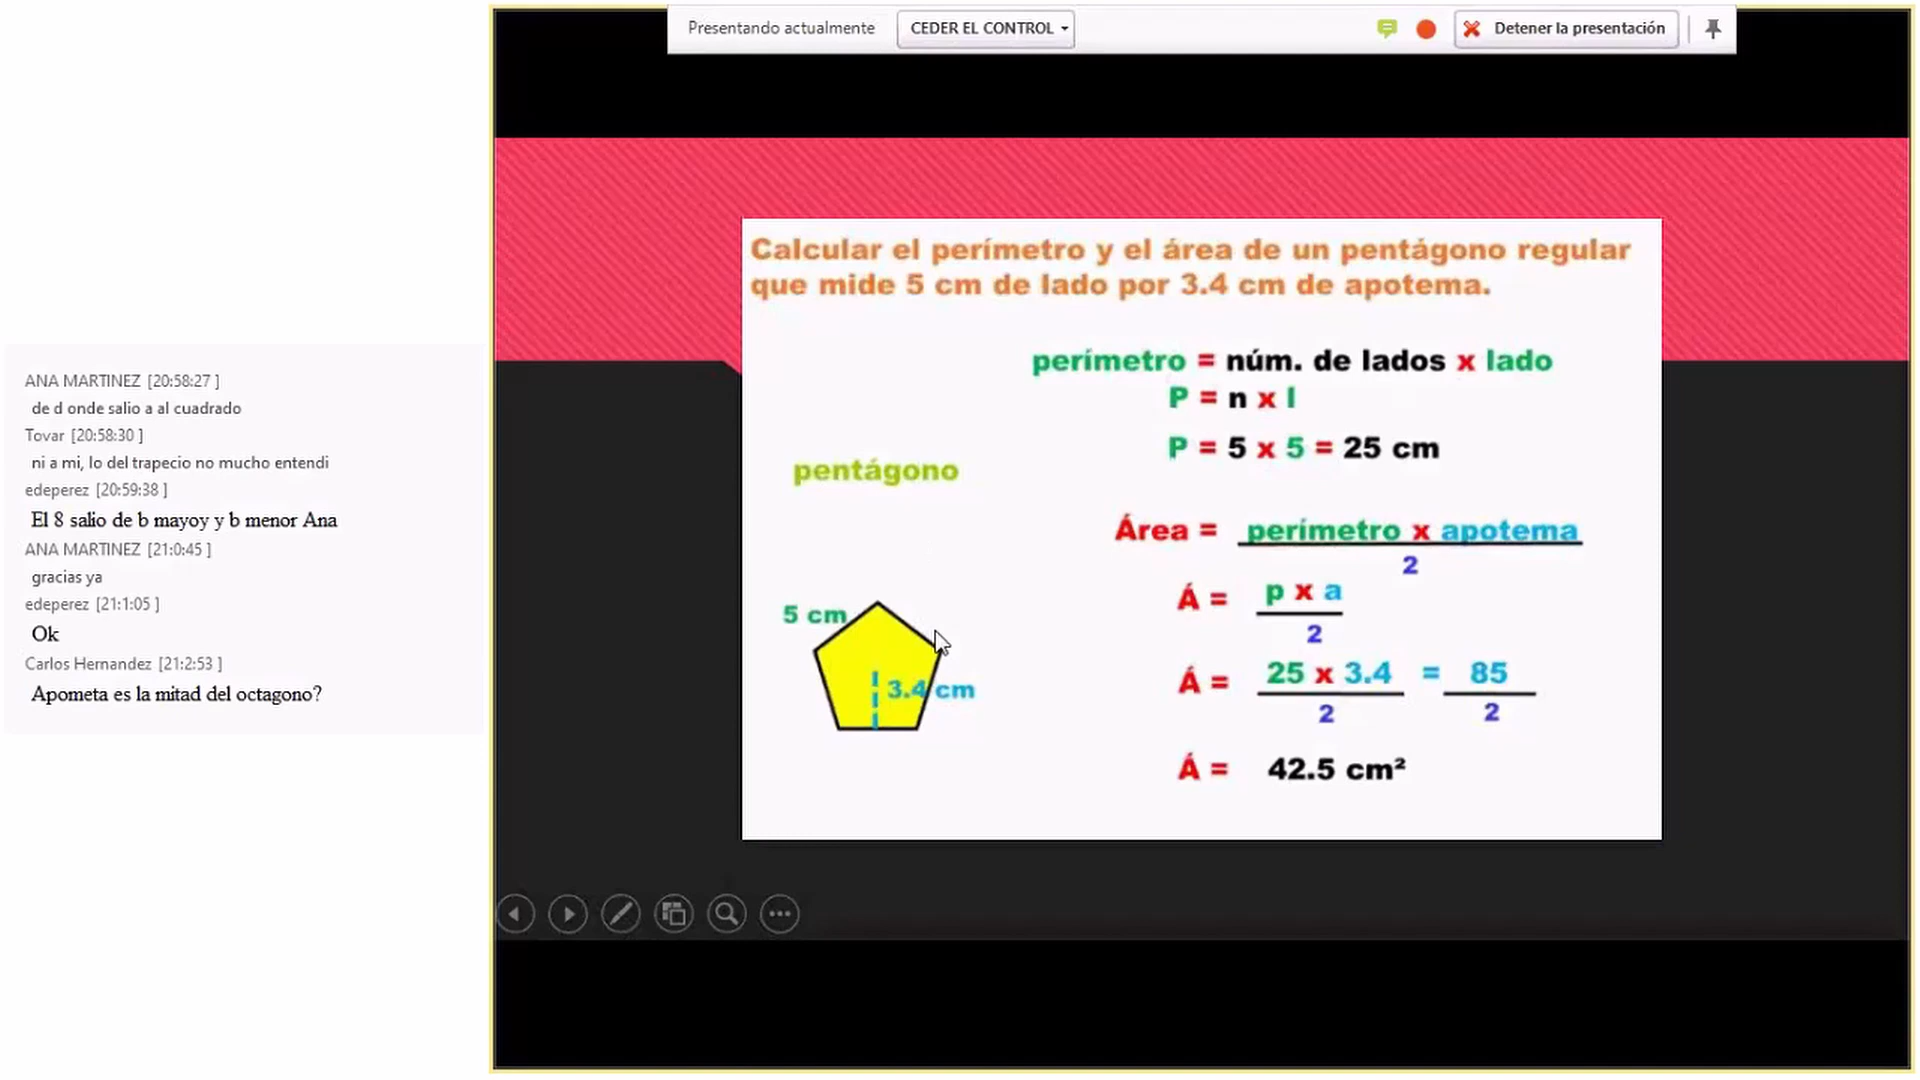 Presentando actualmente
CEDER EL CONTROL
Detener la presentación
ANA MARTINEZ [20:58:27 ]
de d onde salio a al cuadrado
Tovar [20:58:30 ]
ni a mi, lo del trapecio no mucho entendi
edeperez [20:59:38 ]
El 8 salio de b mayoy y b menor Ana
ANA MARTINEZ [21:0:45 ]
gracias ya
edeperez [21:1:05 ]
Ok
Carlos Hernandez [21:2:53 ]
Apometa es la mitad del octagono?
Calcular el perímetro y el área de un pentágono regular
que mide 5 cm de lado por 3.4 cm de apotema.
perímetro = núm. de lados x lado
P = n x l
P = 5 x 5 = 25 cm
pentágono
5 cm
3.4 cm
Área = perímetro x apotema
2
Á = p x a
2
Á = 25 x 3.4 = 85
2 2
Á = 42.5 cm²